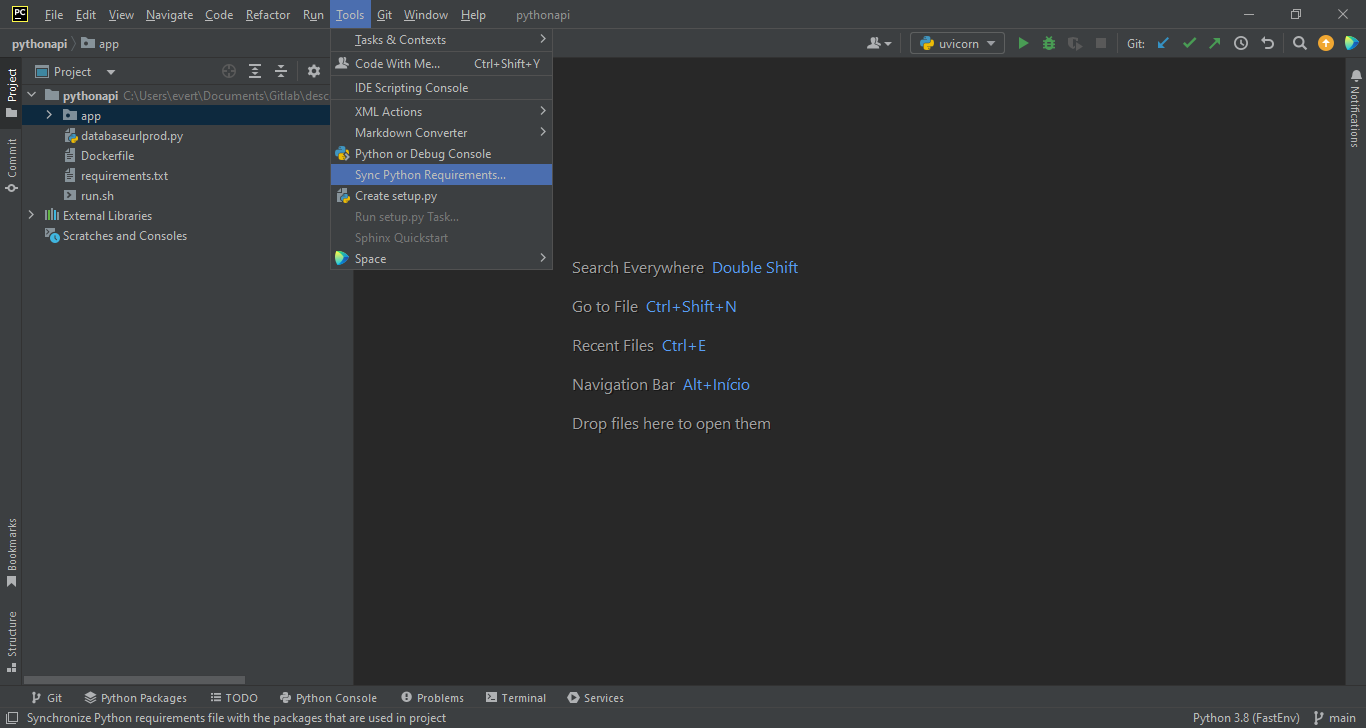 PC File Edit View Navigate Code Refactor Run Tools Git Window Help pythonapi
pythonapi app
uvicorn Git:
Project
pythonapi C:\Users\evert\Documents\Gitlab\desc
app
databaseurlprod.py
Dockerfile
requirements.txt
run.sh
External Libraries
Scratches and Consoles
Tasks & Contexts
Code With Me... Ctrl+Shift+Y
IDE Scripting Console
XML Actions
Markdown Converter
Python or Debug Console
Sync Python Requirements...
Create setup.py
Run setup.py Task...
Sphinx Quickstart
Space
Search Everywhere Double Shift
Go to File Ctrl+Shift+N
Recent Files Ctrl+E
Navigation Bar Alt+Início
Drop files here to open them
Project
Commit
Bookmarks
Structure
Notifications
Git Python Packages TODO Python Console Problems Terminal Services
Synchronize Python requirements file with the packages that are used in project
Python 3.8 (FastEnv) main